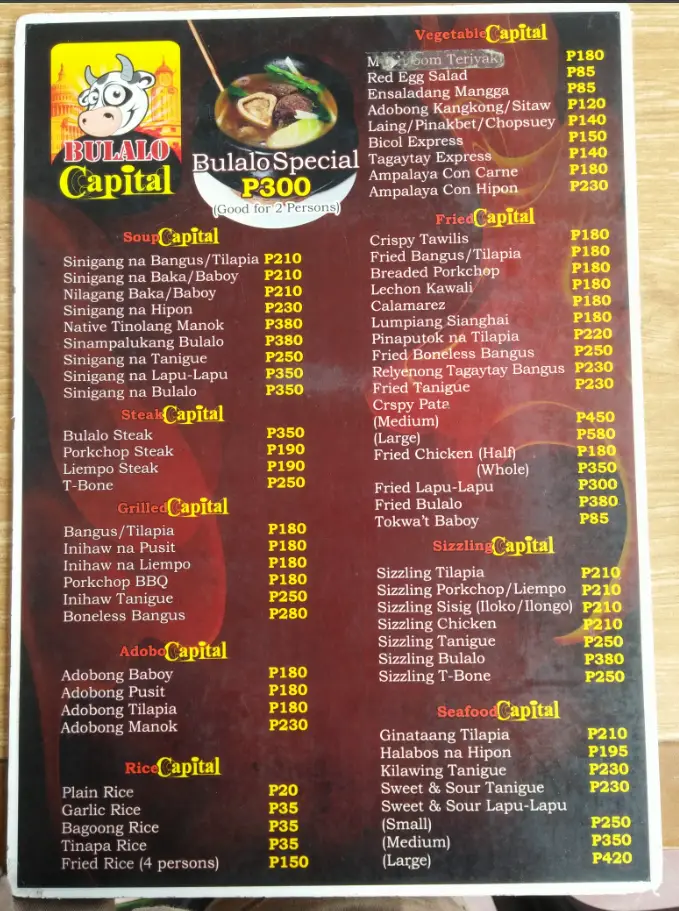 BULALO
Capital
Bulalo Special
P300
(Good for 2 Persons)
Soup Capital
Sinigang na Bangus/Tilapia P210
Sinigang na Baka/Baboy P210
Nilagang Baka/Baboy P210
Sinigang na Hipon P230
Native Tinolang Manok P380
Sinampalukang Bulalo P380
Sinigang na Tanigue P250
Sinigang na Lapu-Lapu P350
Sinigang na Bulalo P350
Steak Capital
Bulalo Steak P350
Porkchop Steak P190
Liempo Steak P190
T-Bone P250
Grilled Capital
Bangus/Tilapia P180
Inihaw na Pusit P180
Inihaw na Liempo P180
Porkchop BBQ P180
Inihaw Tanigue P250
Boneless Bangus P280
Adobo Capital
Adobong Baboy P180
Adobong Pusit P180
Adobong Tilapia P180
Adobong Manok P230
Rice Capital
Plain Rice P20
Garlic Rice P35
Bagoong Rice P35
Tinapa Rice P35
Fried Rice (4 persons) P150
Vegetable Capital
Teriyaki P180
Red Egg Salad P85
Ensaladang Mangga P85
Adobong Kangkong/Sitaw P120
Laing/Pinakbet/Chopsuey P140
Bicol Express P150
Tagaytay Express P140
Ampalaya Con Carne P180
Ampalaya Con Hipon P230
Fried Capital
Crispy Tawilis P180
Fried Bangus/Tilapia P180
Breaded Porkchop P180
Lechon Kawali P180
Calamarez P180
Lumpiang Sianghai P180
Pinaputok na Tilapia P220
Fried Boneless Bangus P250
Relyenong Tagaytay Bangus P230
Fried Tanigue P230
Crspy Pata
(Medium) P450
(Large) P580
Fried Chicken (Half) P180
(Whole) P350
Fried Lapu-Lapu P300
Fried Bulalo P380
Tokwa't Baboy P85
Sizzling Capital
Sizzling Tilapia P210
Sizzling Porkchop/Liempo P210
Sizzling Sisig (Iloko/Ilongo) P210
Sizzling Chicken P210
Sizzling Tanigue P250
Sizzling Bulalo P380
Sizzling T-Bone P250
Seafood Capital
Ginataang Tilapia P210
Halabos na Hipon P195
Kilawing Tanigue P230
Sweet & Sour Tanigue P230
Sweet & Sour Lapu-Lapu
(Small) P250
(Medium) P350
(Large) P420